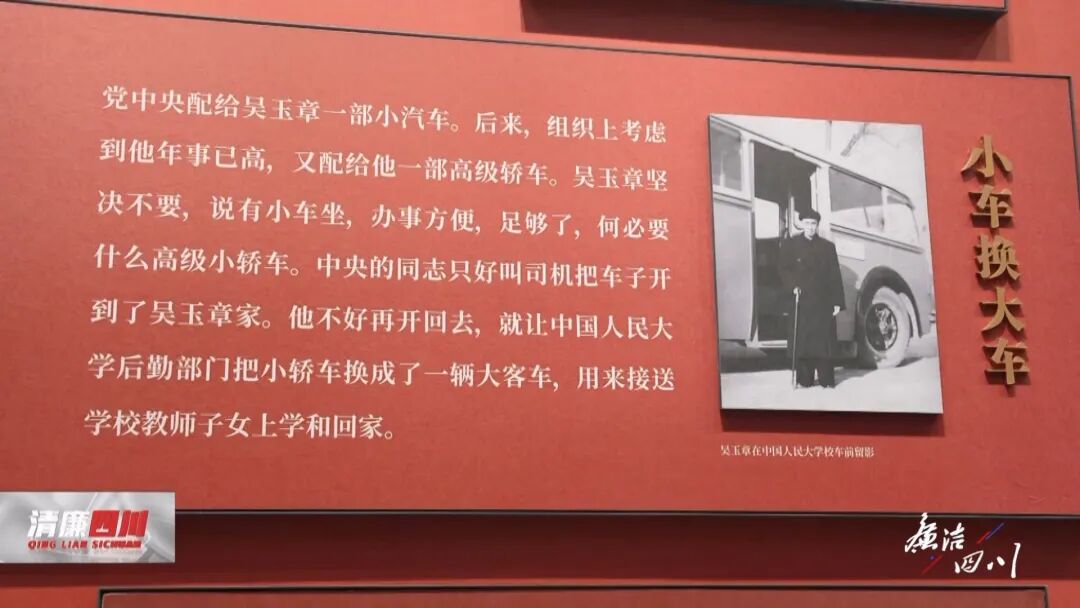 党中央配给吴玉章一部小汽车。后来，组织上考虑
到他年事已高，又配给他一部高级轿车。吴玉章坚
决不要，说有小车坐，办事方便，足够了，何必要
什么高级小轿车。中央的同志只好叫司机把车子开
到了吴玉章家。他不好再开回去，就让中国人民大
学后勤部门把小轿车换成了一辆大客车，用来接送
学校教师子女上学和回家。
小车换大车
吴玉章在中国人民大学校车前留影
清廉四川
QING LIAN SICHUAN
廉洁
四川